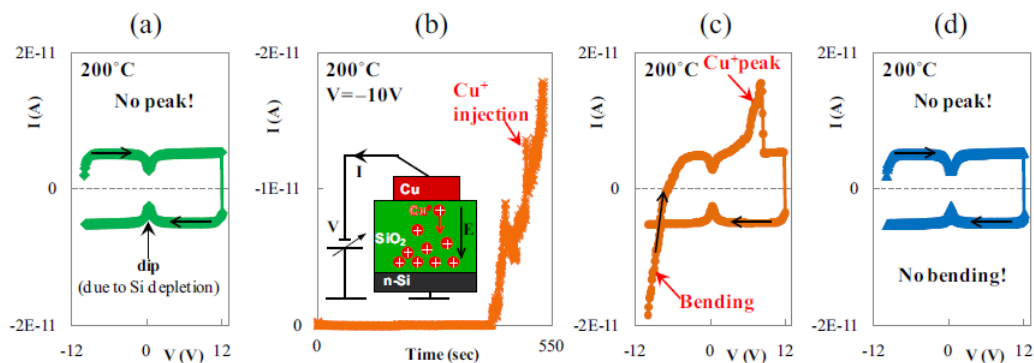 (a)
(b)
(c)
(d)
2E-11
200°C
No peak!
I (A)
0
dip
(due to Si depletion)
-2E-11
-12
0
V (V)
12
-2E-11
200°C
V=–10V
Cu⁺
injection
I (A)
-1E-11
I
Cu
Cu⁺
V
SiO₂
E
n-Si
0
0
Time (sec)
550
2E-11
200°C
Cu⁺peak
I (A)
0
Bending
-2E-11
-12
0
V (V)
12
2E-11
200°C
No peak!
I (A)
0
No bending!
-2E-11
-12
0
V (V)
12